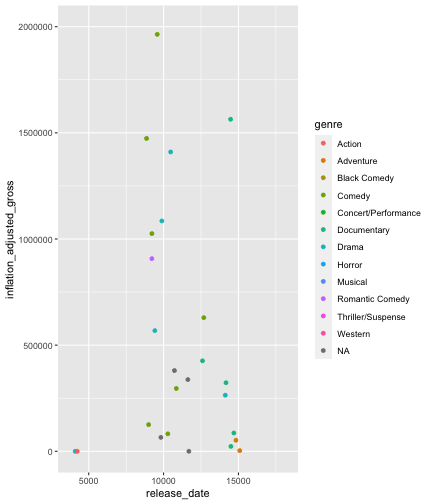 2000000
1500000
1000000
500000
0
inflation_adjusted_gross
5000 10000 15000
release_date
genre
Action
Adventure
Black Comedy
Comedy
Concert/Performance
Documentary
Drama
Horror
Musical
Romantic Comedy
Thriller/Suspense
Western
NA